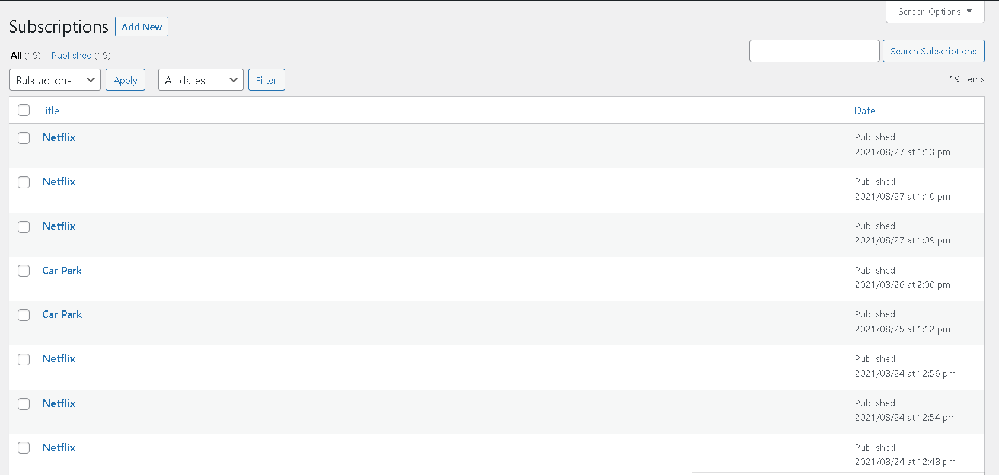 Screen Options
Subscriptions Add New
All (19) | Published (19)
Search Subscriptions
Bulk actions Apply All dates Filter
19 items
Title Date
Netflix Published
2021/08/27 at 1:13 pm
Netflix Published
2021/08/27 at 1:10 pm
Netflix Published
2021/08/27 at 1:09 pm
Car Park Published
2021/08/26 at 2:00 pm
Car Park Published
2021/08/25 at 1:12 pm
Netflix Published
2021/08/24 at 12:56 pm
Netflix Published
2021/08/24 at 12:54 pm
Netflix Published
2021/08/24 at 12:48 pm